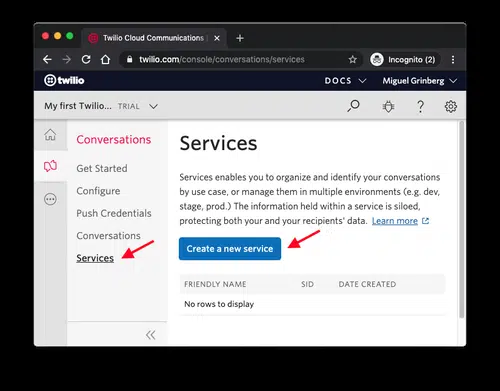 Twilio Cloud Communications
twilio.com/console/conversations/services
Incognito (2)
twilio
DOCS
Miguel Grinberg
My first Twilio... TRIAL
Conversations
Get Started
Configure
Push Credentials
Conversations
Services
Services
Services enables you to organize and identify your conversations
by use case, or manage them in multiple environments (e.g. dev,
stage, prod.) The information held within a service is siloed,
protecting both your and your recipients' data. Learn more
Create a new service
FRIENDLY NAME SID DATE CREATED
No rows to display